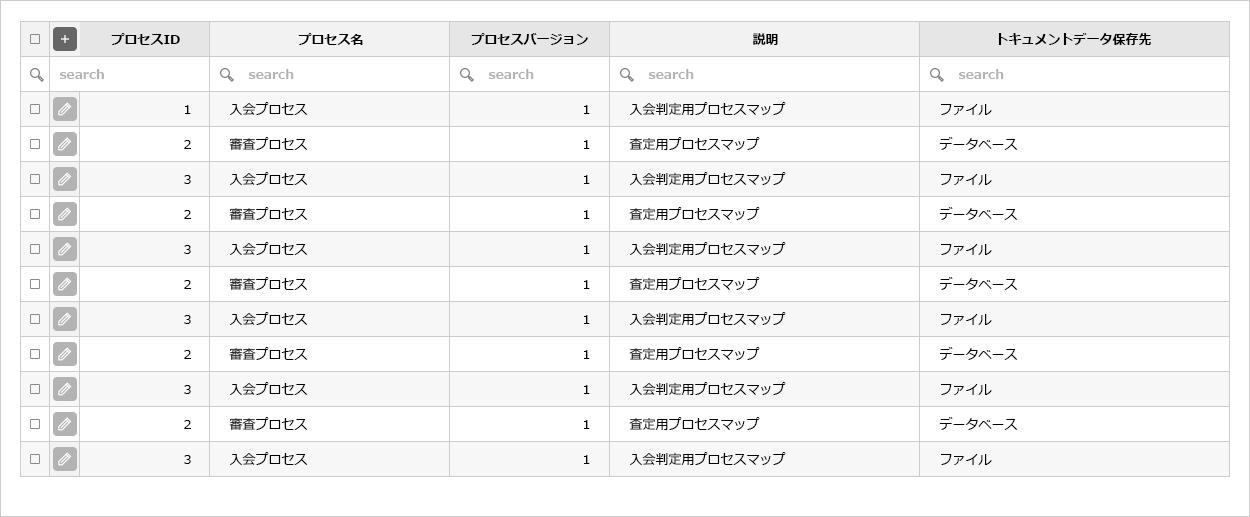 プロセスID プロセス名 プロセスバージョン 説明 トキュメントデータ保存先
search search search search search
1 入会プロセス 1 入会判定用プロセスマップ ファイル
2 審査プロセス 1 査定用プロセスマップ データベース
3 入会プロセス 1 入会判定用プロセスマップ ファイル
2 審査プロセス 1 査定用プロセスマップ データベース
3 入会プロセス 1 入会判定用プロセスマップ ファイル
2 審査プロセス 1 査定用プロセスマップ データベース
3 入会プロセス 1 入会判定用プロセスマップ ファイル
2 審査プロセス 1 査定用プロセスマップ データベース
3 入会プロセス 1 入会判定用プロセスマップ ファイル
2 審査プロセス 1 査定用プロセスマップ データベース
3 入会プロセス 1 入会判定用プロセスマップ ファイル